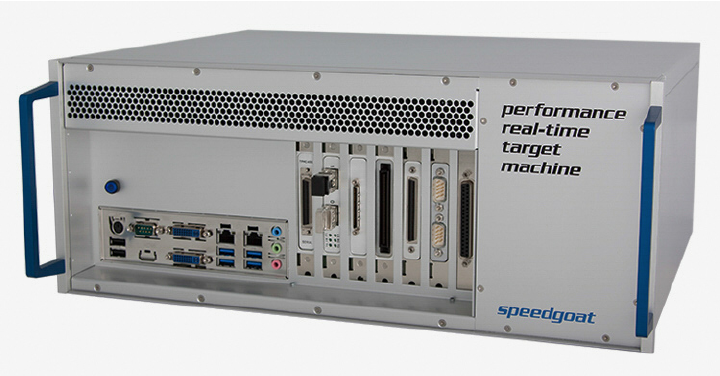 performance
real-time
target
machine
speedgoat